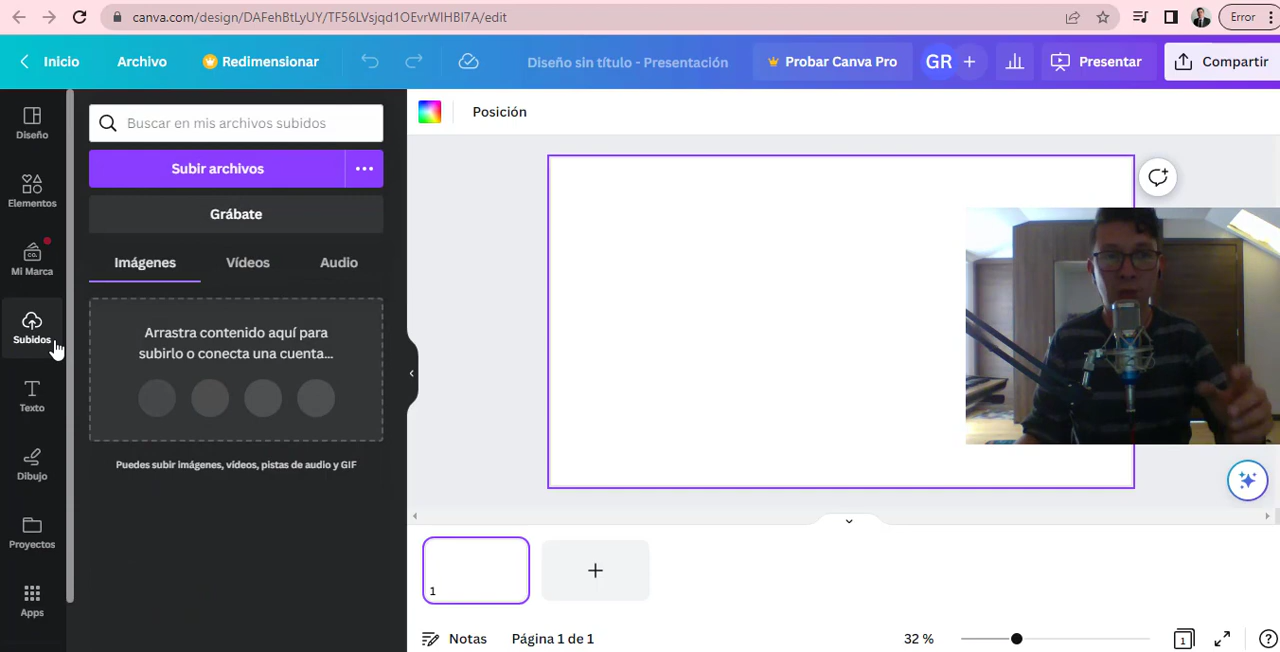 canva.com/design/DAFehBtLyUY/TF56LVsjqd1OEvrWIHBI7A/edit
Error
Inicio
Archivo
Redimensionar
Diseño sin título - Presentación
Probar Canva Pro
GR
Presentar
Compartir
Diseño
Elementos
CO.
Mi Marca
Subidos
Texto
Dibujo
Proyectos
Apps
Buscar en mis archivos subidos
Subir archivos
Grábate
Imágenes
Vídeos
Audio
Arrastra contenido aquí para
subirlo o conecta una cuenta...
Puedes subir imágenes, vídeos, pistas de audio y GIF
Posición
1
Notas
Página 1 de 1
32 %
1